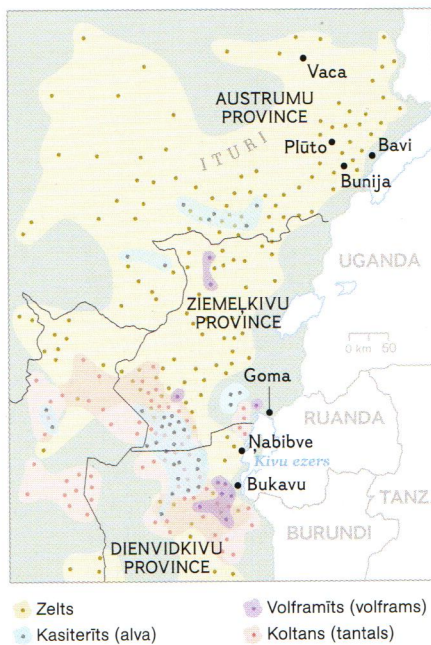 Vaca
AUSTRUMU
PROVINCE
ITURI
Plūto
Bavi
Bunija
UGANDA
ZIEMEĻKIVU
PROVINCE
0 km 50
Goma
RUANDA
Nabibve
Kivu ezers
Bukavu
TANZ
BURUNDI
DIENVIDKIVU
PROVINCE
Zelts
Volframīts (volframs)
Kasiterīts (alva)
Koltans (tantals)